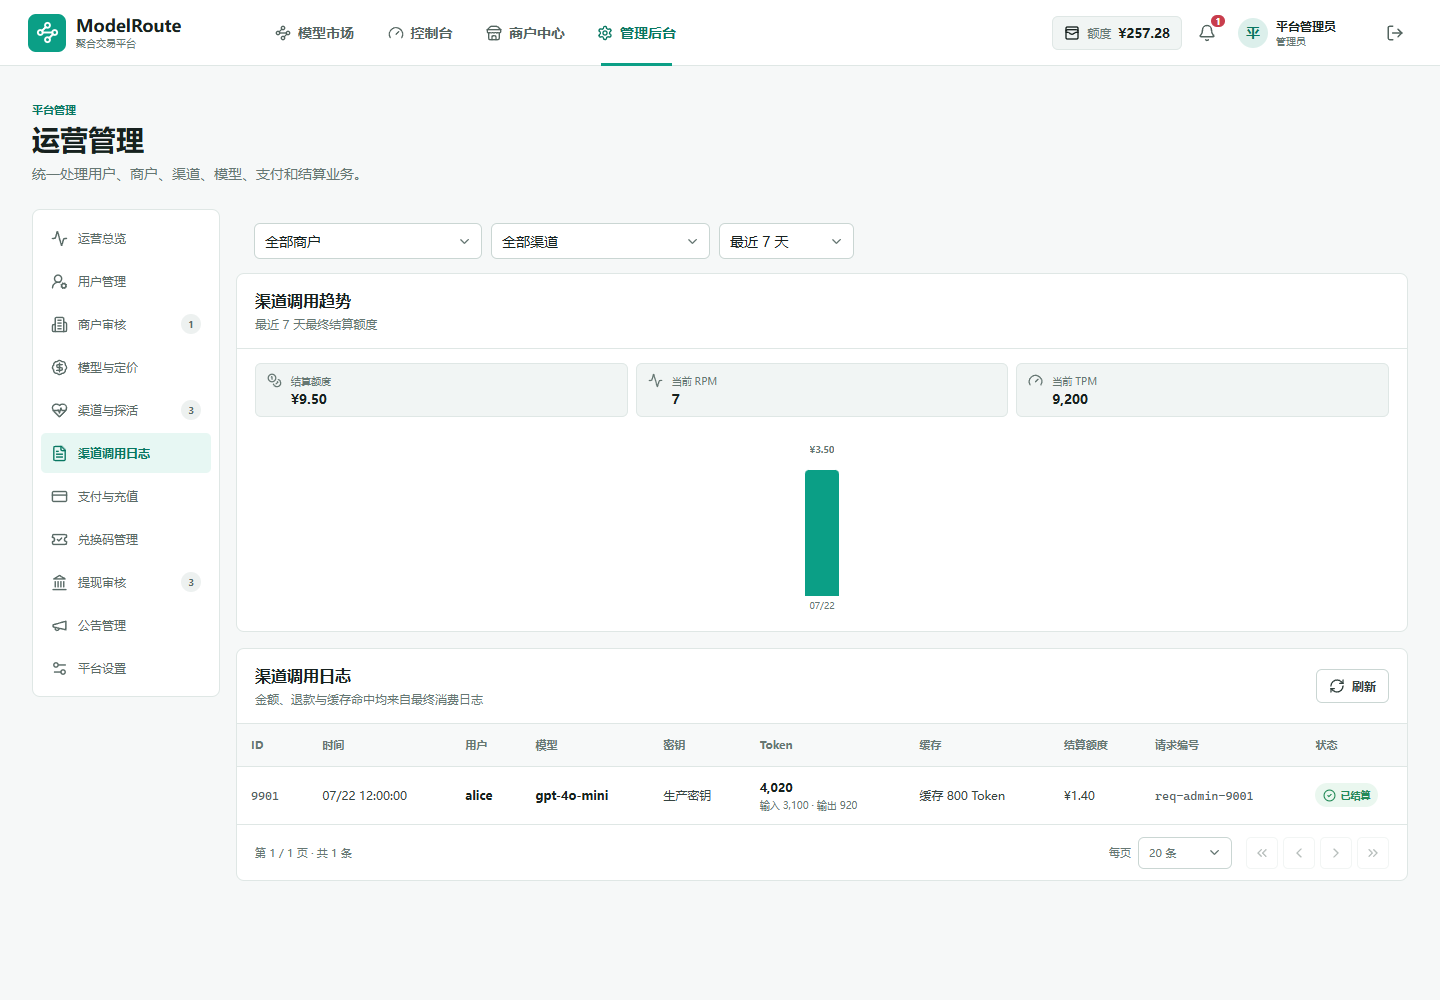 ModelRoute
聚合交易平台
模型市场
控制台
商户中心
管理后台
额度 ¥257.28
1
平
平台管理员
管理员
平台管理
运营管理
统一处理用户、商户、渠道、模型、支付和结算业务。
运营总览
用户管理
商户审核 1
模型与定价
渠道与探活 3
渠道调用日志
支付与充值
兑换码管理
提现审核 3
公告管理
平台设置
全部商户
全部渠道
最近 7 天
渠道调用趋势
最近 7 天最终结算额度
结算额度
¥9.50
当前 RPM
7
当前 TPM
9,200
¥3.50
07/22
渠道调用日志
金额、退款与缓存命中均来自最终消费日志
刷新
ID 时间 用户 模型 密钥 Token 缓存 结算额度 请求编号 状态
9901 07/22 12:00:00 alice gpt-4o-mini 生产密钥 4,020 缓存 800 Token ¥1.40 req-admin-9001 已结算
输入 3,100 · 输出 920
第 1 / 1 页 · 共 1 条
每页 20 条